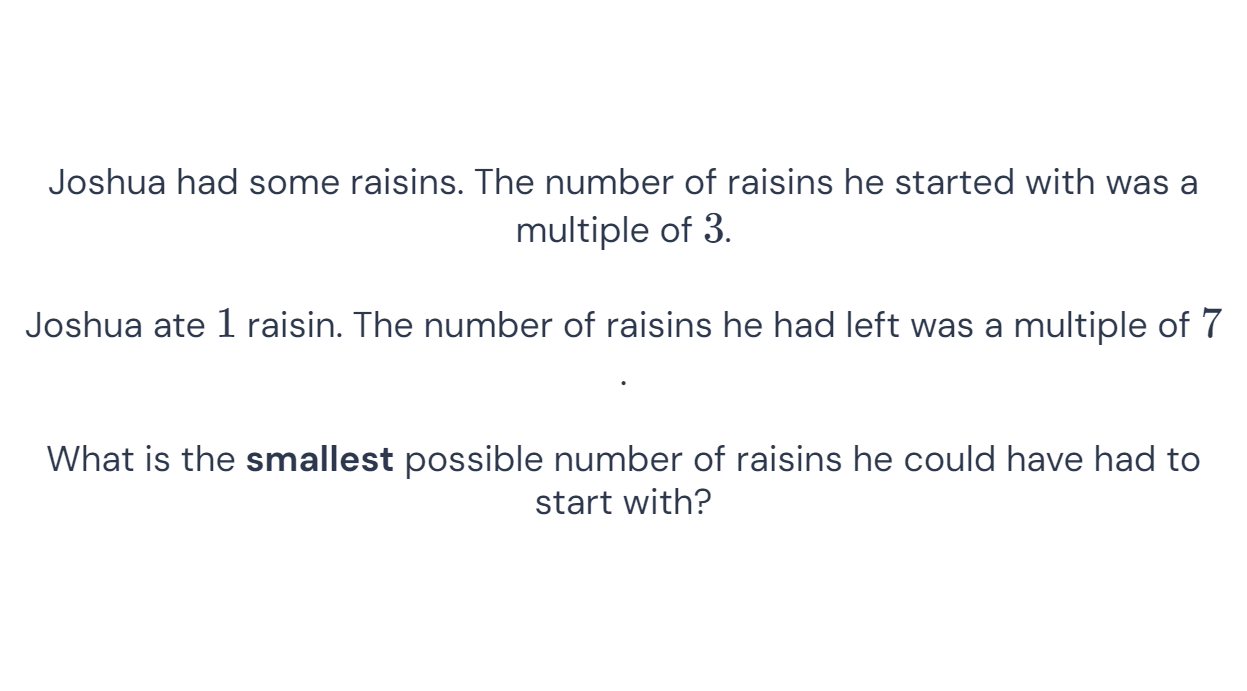 Joshua had some raisins. The number of raisins he started with was a
multiple of 3.
Joshua ate 1 raisin. The number of raisins he had left was a multiple of 7
.
What is the smallest possible number of raisins he could have had to
start with?